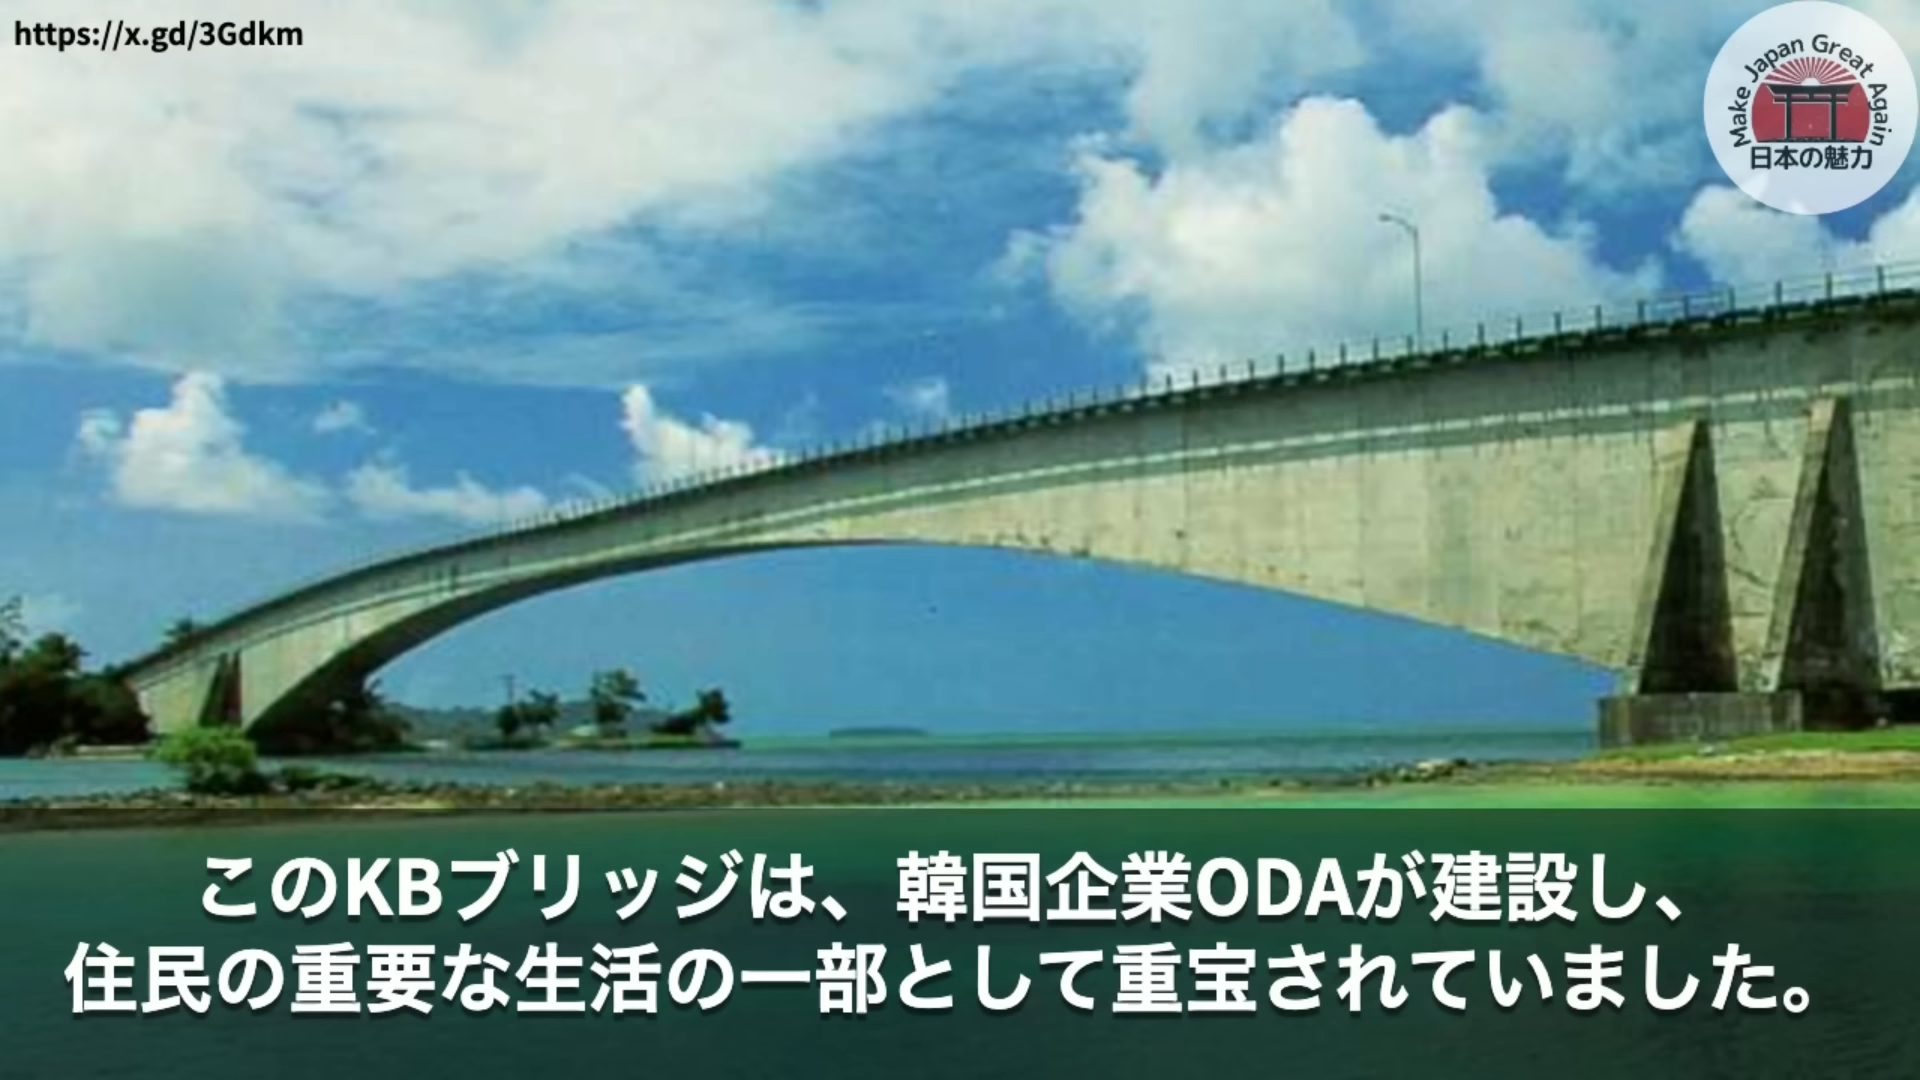 https://x.gd/3Gdkm
Make Japan Great Again
日本の魅力
このKBブリッジは、韓国企業ODAが建設し、
住民の重要な生活の一部として重宝されていました。